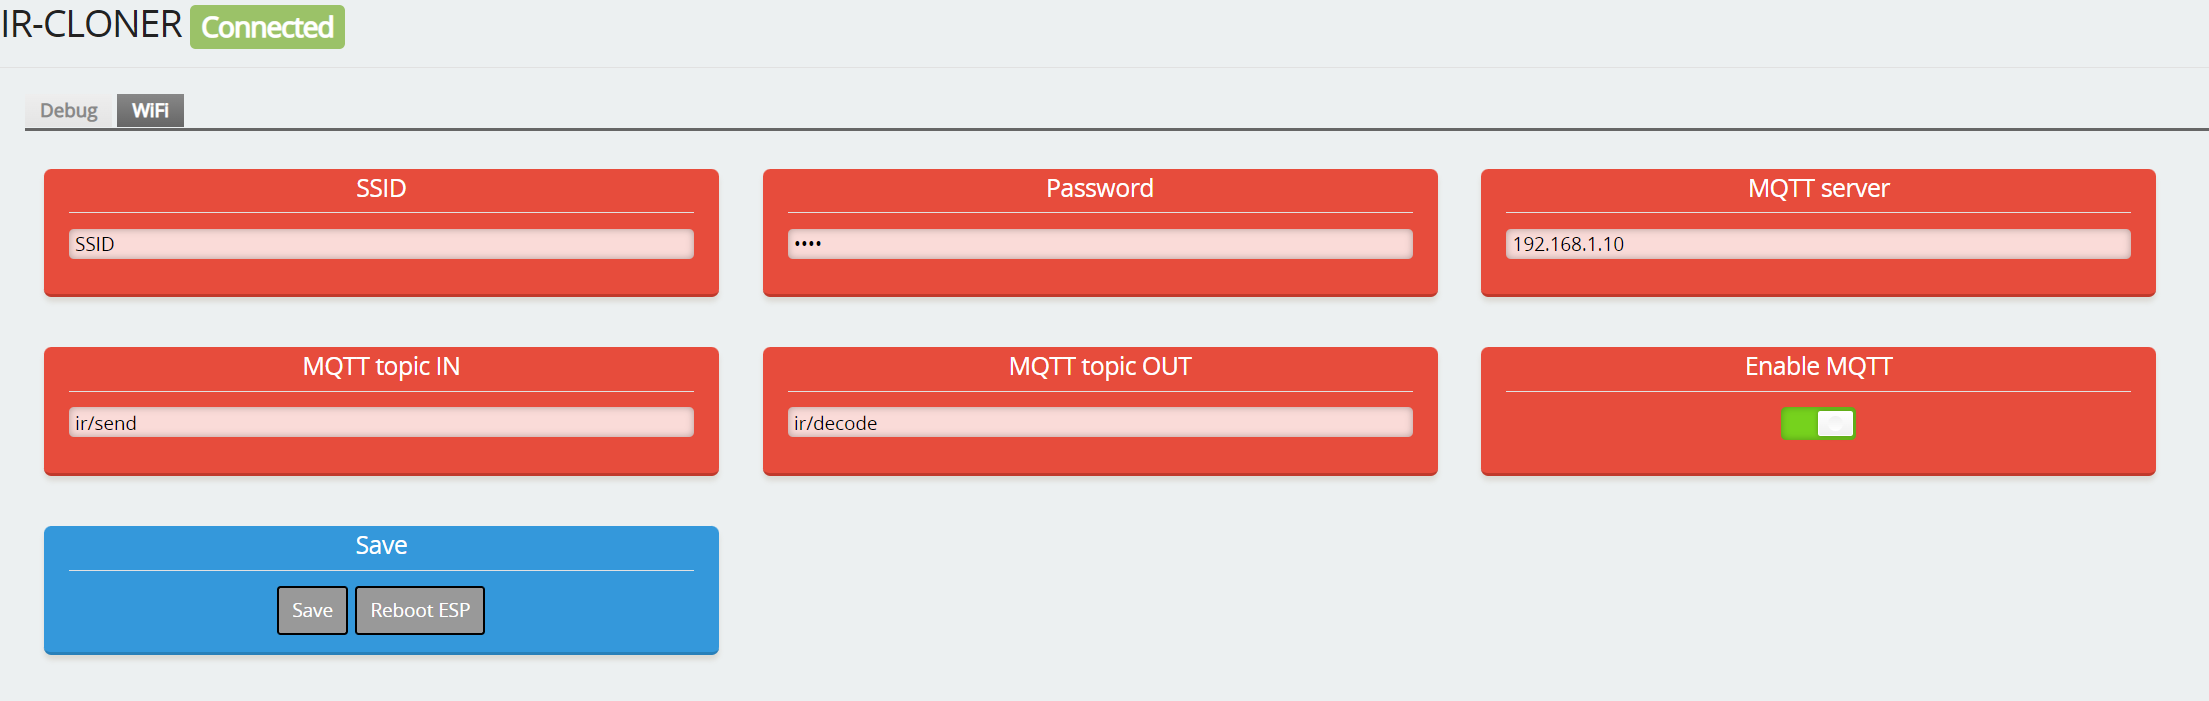 IR-CLONER Connected
Debug WiFi
SSID
SSID
Password
••••
MQTT server
192.168.1.10
MQTT topic IN
ir/send
MQTT topic OUT
ir/decode
Enable MQTT
Save
Save Reboot ESP